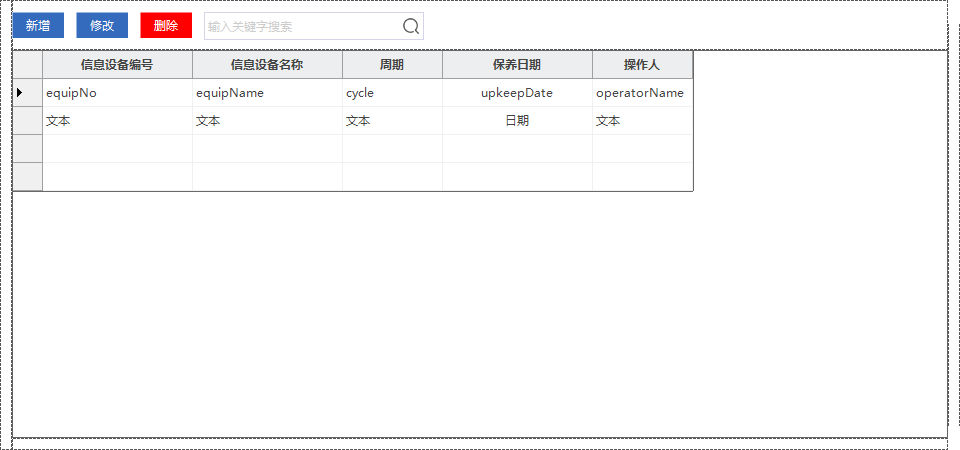 新增 修改 删除 输入关键字搜索
信息设备编号 信息设备名称 周期 保养日期 操作人
equipNo equipName cycle upkeepDate operatorName
文本 文本 文本 日期 文本